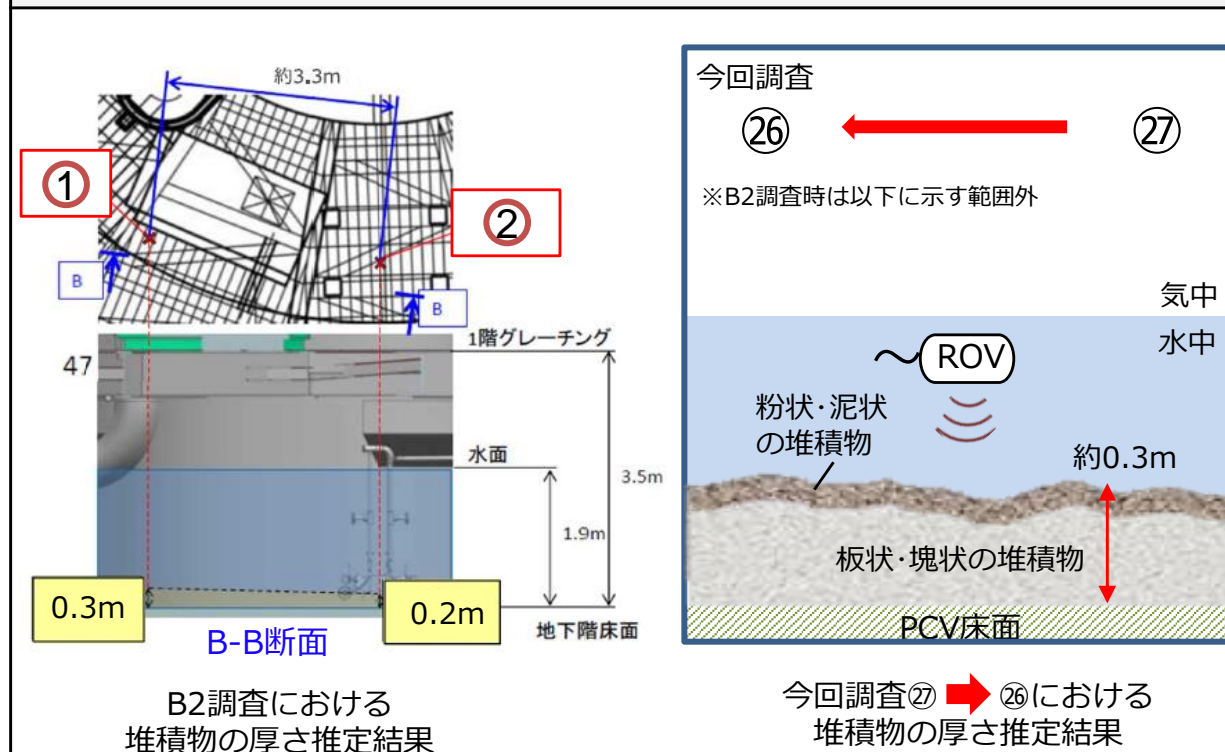 約3.3m
①
②
B
B
47
1階グレーチング
水面
3.5m
1.9m
0.3m
0.2m
地下階床面
B-B断面
B2調査における
堆積物の厚さ推定結果
今回調査
㉖
㉗
※B2調査時は以下に示す範囲外
気中
水中
ROV
粉状・泥状
の堆積物
約0.3m
板状・塊状の堆積物
PCV床面
今回調査㉗ ➡ ㉖における
堆積物の厚さ推定結果